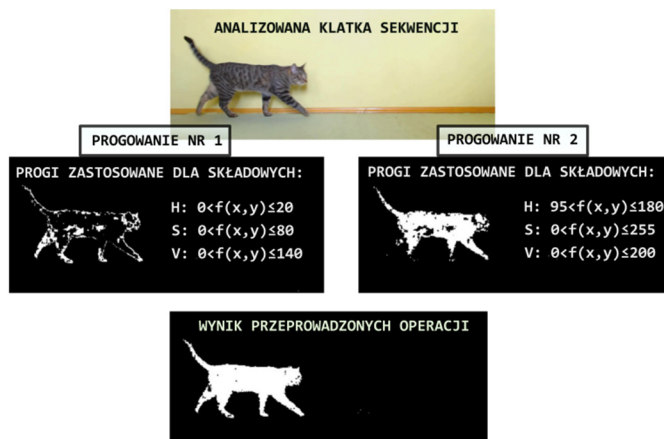 ANALIZOWANA KLATKA SEKWENCJI
PROGOWANIE NR 1
PROGI ZASTOSOWANE DLA SKŁADOWYCH:
H: 0<f(x,y)≤20
S: 0<f(x,y)≤80
V: 0<f(x,y)≤140
PROGOWANIE NR 2
PROGI ZASTOSOWANE DLA SKŁADOWYCH:
H: 95<f(x,y)≤180
S: 0<f(x,y)≤255
V: 0<f(x,y)≤200
WYNIK PRZEPROWADZONYCH OPERACJI